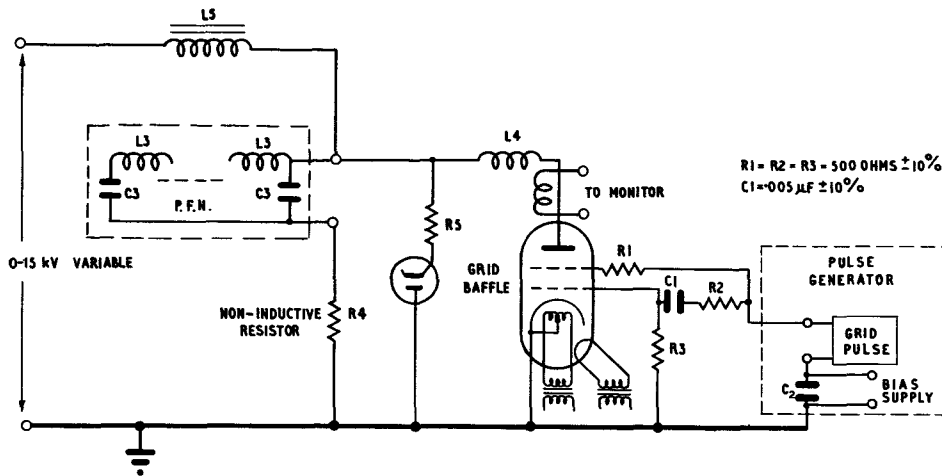 L5
L3
L3
C3
C3
P.F.N.
0-15 kV VARIABLE
NON-INDUCTIVE
RESISTOR
R4
R5
L4
TO MONITOR
GRID
BAFFLE
R1
C1
R2
R3
R1 = R2 = R3 = 500 OHMS ±10%
C1=·005 μF ±10%
PULSE
GENERATOR
GRID
PULSE
C2
BIAS
SUPPLY